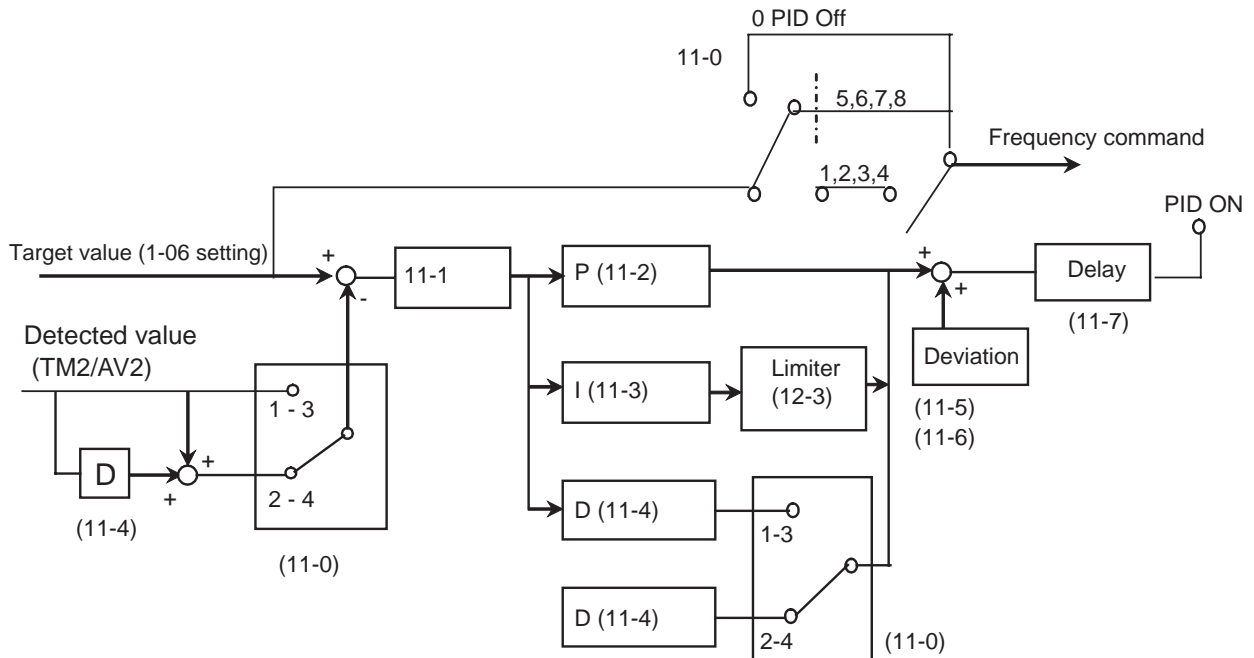 0 PID Off
11-0
5,6,7,8
Frequency command
1,2,3,4
PID ON
Target value (1-06 setting)
+
-
11-1
P (11-2)
+
+
Delay
(11-7)
Detected value
(TM2/AV2)
Deviation
(11-5)
(11-6)
1 - 3
I (11-3)
Limiter
(12-3)
D
+
+
2 - 4
(11-4)
(11-0)
D (11-4)
1-3
D (11-4)
2-4
(11-0)